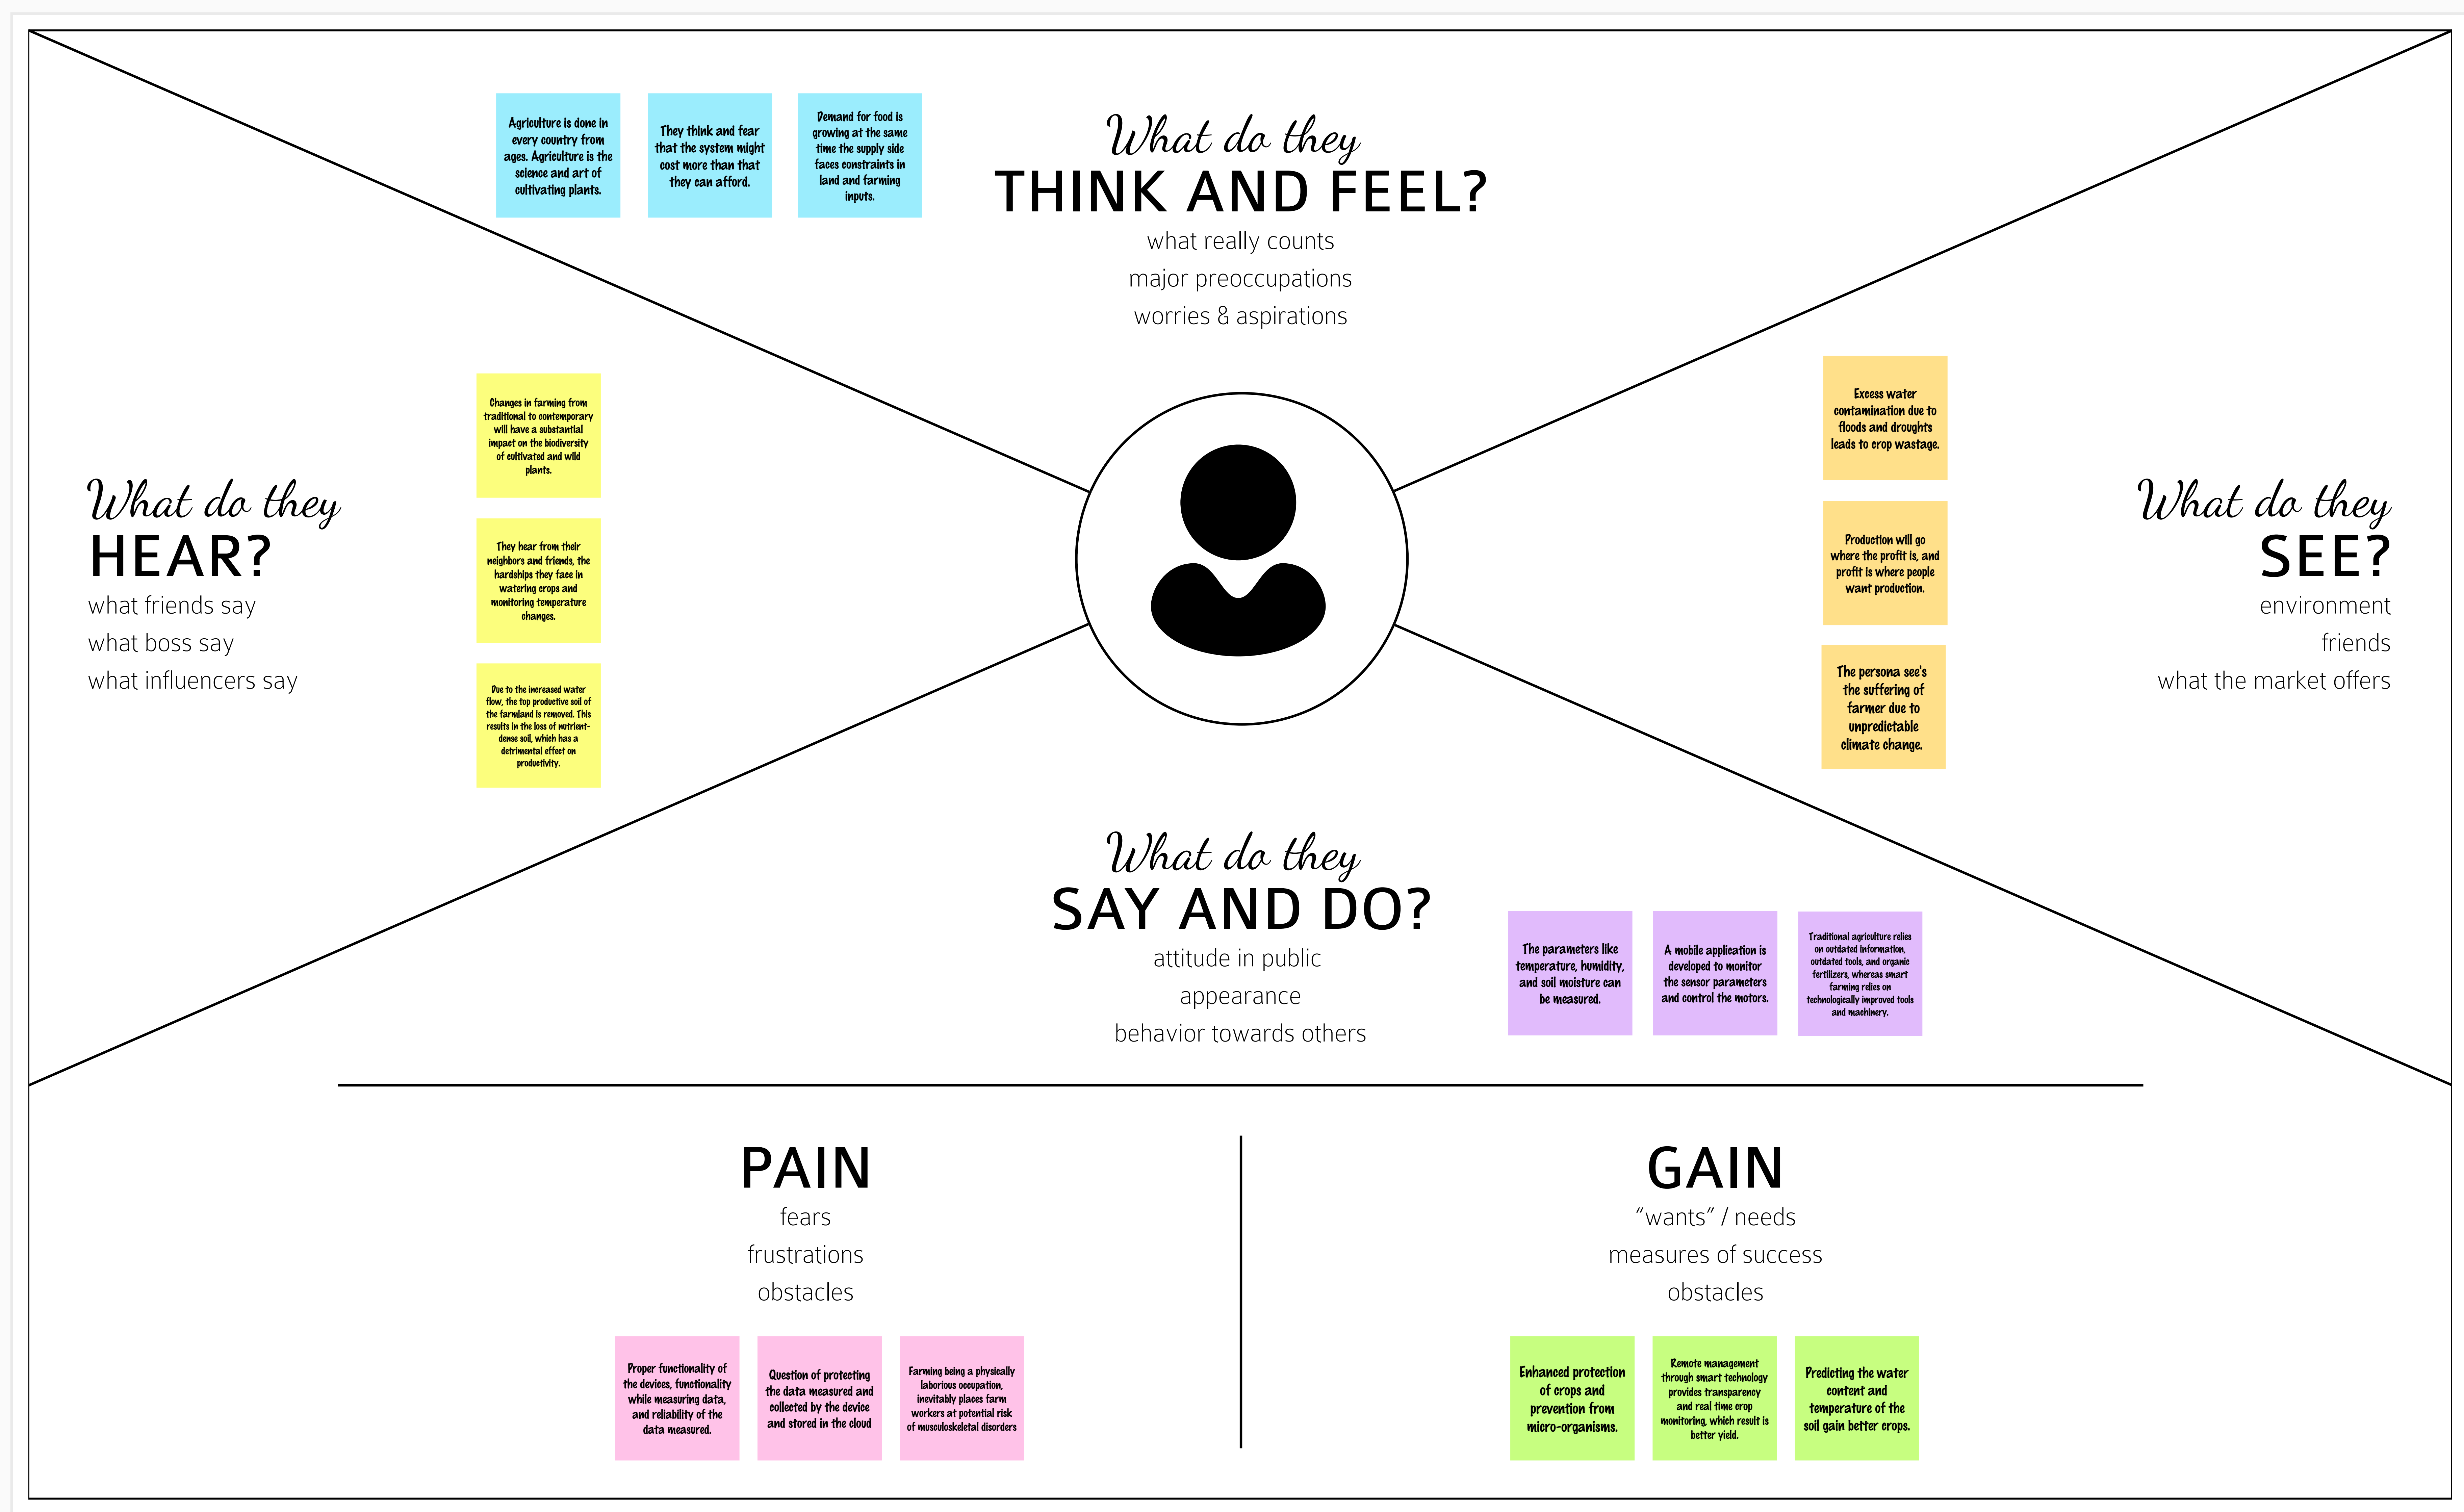 Agriculture is done in
every country from
ages. Agriculture is the
science and art of
cultivating plants.
They think and fear
that the system might
cost more than that
they can afford.
Demand for food is
growing at the same
time the supply side
faces constraints in
land and farming
inputs.
What do they
THINK AND FEEL?
what really counts
major preoccupations
worries & aspirations
What do they
HEAR?
what friends say
what boss say
what influencers say
Changes in farming from
traditional to contemporary
will have a substantial
impact on the biodiversity
of cultivated and wild
plants.
They hear from their
neighbors and friends, the
hardships they face in
watering crops and
monitoring temperature
changes.
Due to the increased water
flow, the top productive soil of
the farmland is removed. This
results in the loss of nutrient-
dense soil, which has a
detrimental effect on
productivity.
Excess water
contamination due to
floods and droughts
leads to crop wastage.
Production will go
where the profit is, and
profit is where people
want production.
The persona see's
the suffering of
farmer due to
unpredictable
climate change.
What do they
SEE?
environment
friends
what the market offers
What do they
SAY AND DO?
attitude in public
appearance
behavior towards others
The parameters like
temperature, humidity,
and soil moisture can
be measured.
A mobile application is
developed to monitor
the sensor parameters
and control the motors.
Traditional agriculture relies
on outdated information,
outdated tools, and organic
fertilizers, whereas smart
farming relies on
technologically improved tools
and machinery.
PAIN
fears
frustrations
obstacles
Proper functionality of
the devices, functionality
while measuring data,
and reliability of the
data measured.
Question of protecting
the data measured and
collected by the device
and stored in the cloud
Farming being a physically
laborious occupation,
inevitably places farm
workers at potential risk
of musculoskeletal disorders
GAIN
“wants” / needs
measures of success
obstacles
Enhanced protection
of crops and
prevention from
micro-organisms.
Remote management
through smart technology
provides transparency
and real time crop
monitoring, which result is
better yield.
Predicting the water
content and
temperature of the
soil gain better crops.